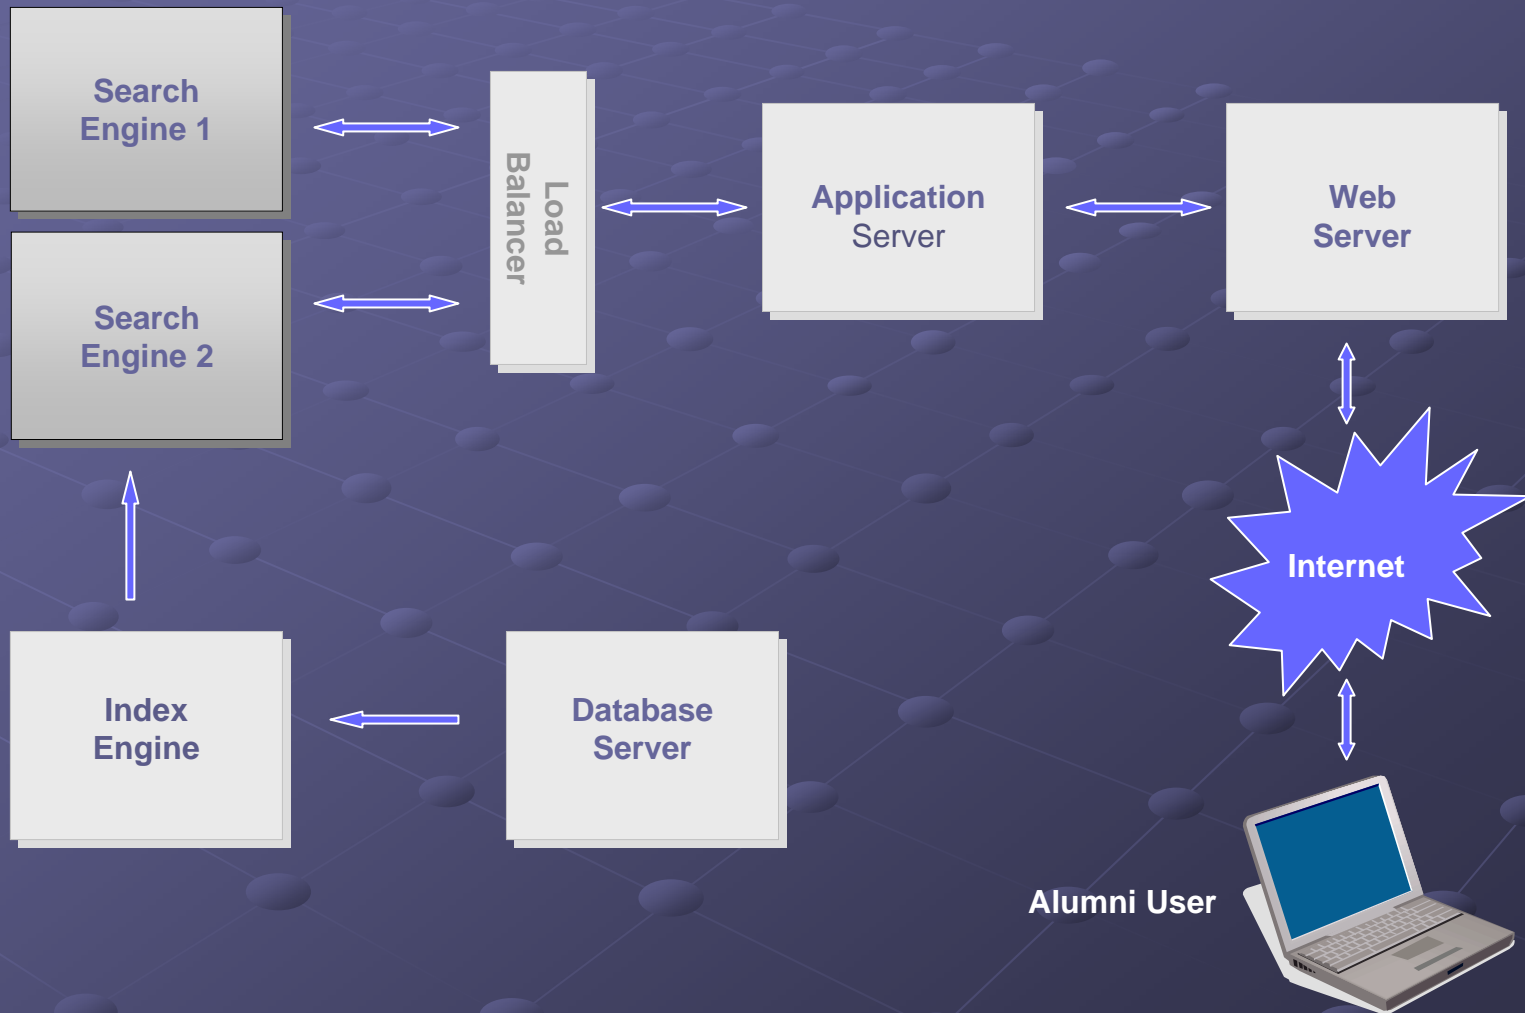 Search
Engine 1
Load
Balancer
Application
Server
Web
Server
Search
Engine 2
Internet
Index
Engine
Database
Server
Alumni User